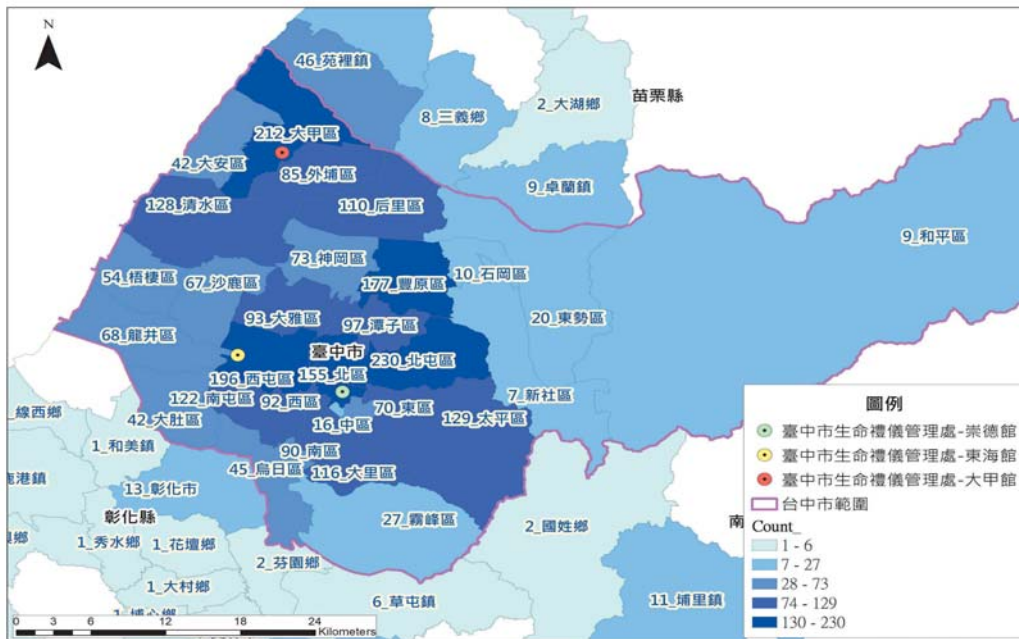 N
46_苑裡鎮
2_大湖鄉
苗栗縣
8_三義鄉
212_大甲區
42_大安區
85_外埔區
9_卓蘭鎮
128_清水區
110_后里區
9_和平區
73_神岡區
54_梧棲區
67_沙鹿區
177_豐原區
10_石岡區
93_大雅區
97_潭子區
20_東勢區
68_龍井區
臺中市
230_北屯區
196_西屯區
155_北區
122_南屯區
92_西區
70_東區
7_新社區
42_大肚區
16_中區
129_太平區
線西鄉
1_和美鎮
90_南區
45_烏日區
116_大里區
鹿港鎮
13_彰化市
27_霧峰區
彰化縣
2_國姓鄉
南
1_秀水鄉
1_花壇鄉
2_芬園鄉
1_大村鄉
6_草屯鎮
11_埔里鎮
1_埔心鄉
0 3 6 12 18 24
Kilometers
圖例
臺中市生命禮儀管理處-崇德館
臺中市生命禮儀管理處-東海館
臺中市生命禮儀管理處-大甲館
台中市範圍
Count_
1 - 6
7 - 27
28 - 73
74 - 129
130 - 230